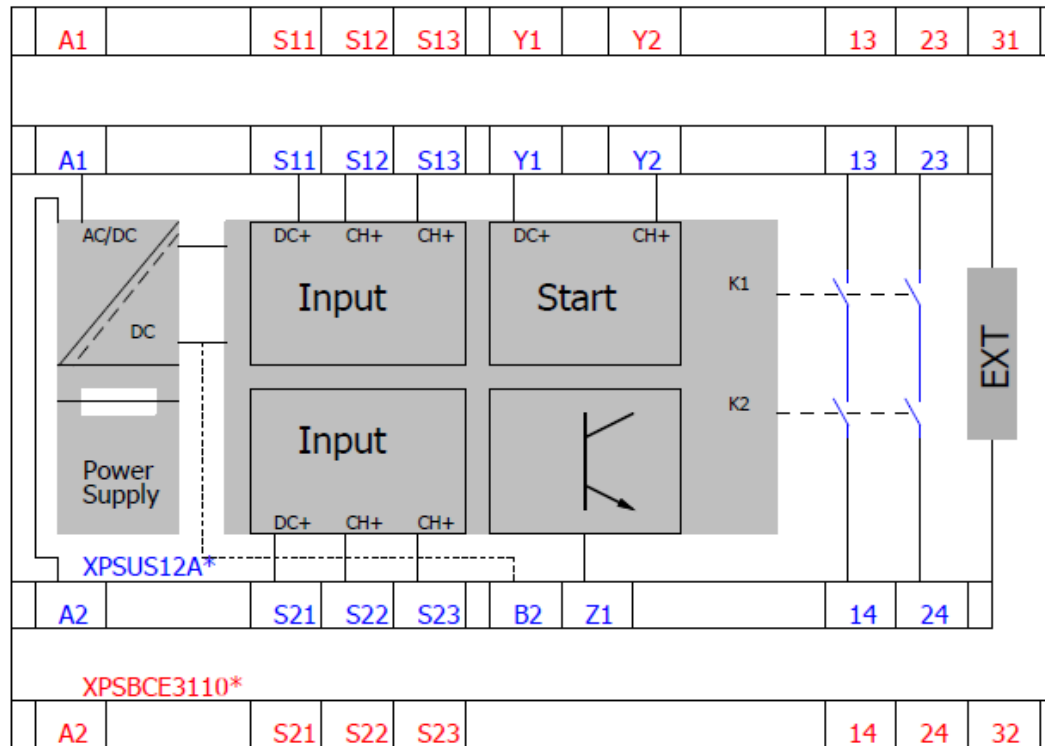 A1 S11 S12 S13 Y1 Y2 13 23 31
A1 S11 S12 S13 Y1 Y2 13 23
AC/DC DC+ CH+ CH+ DC+ CH+
Input Start K1
DC EXT
K2
Input
Power
Supply
DC+ CH+ CH+
XPSUS12A*
A2 S21 S22 S23 B2 Z1 14 24
XPSBCE3110*
A2 S21 S22 S23 14 24 32